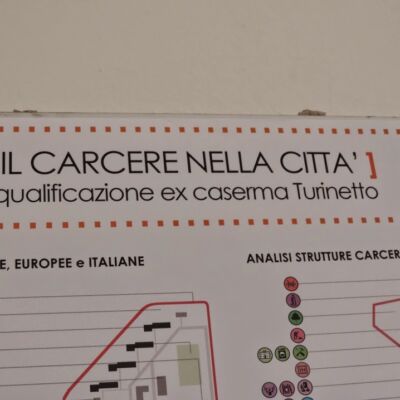 IL CARCERE NELLA CITTA' ]
qualificazione ex caserma Turinetto
E, EUROPEE e ITALIANE
ANALISI STRUTTURE CARCER